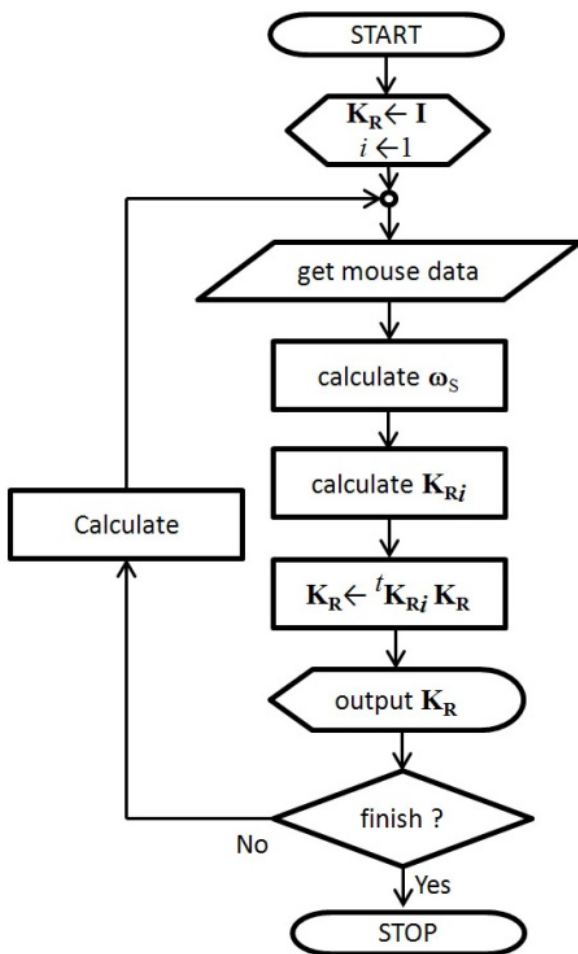 START
K_R ← I
i ←1
get mouse data
calculate ω_S
calculate K_Ri
K_R ← ^tK_Ri K_R
output K_R
finish ?
No
Calculate
Yes
STOP